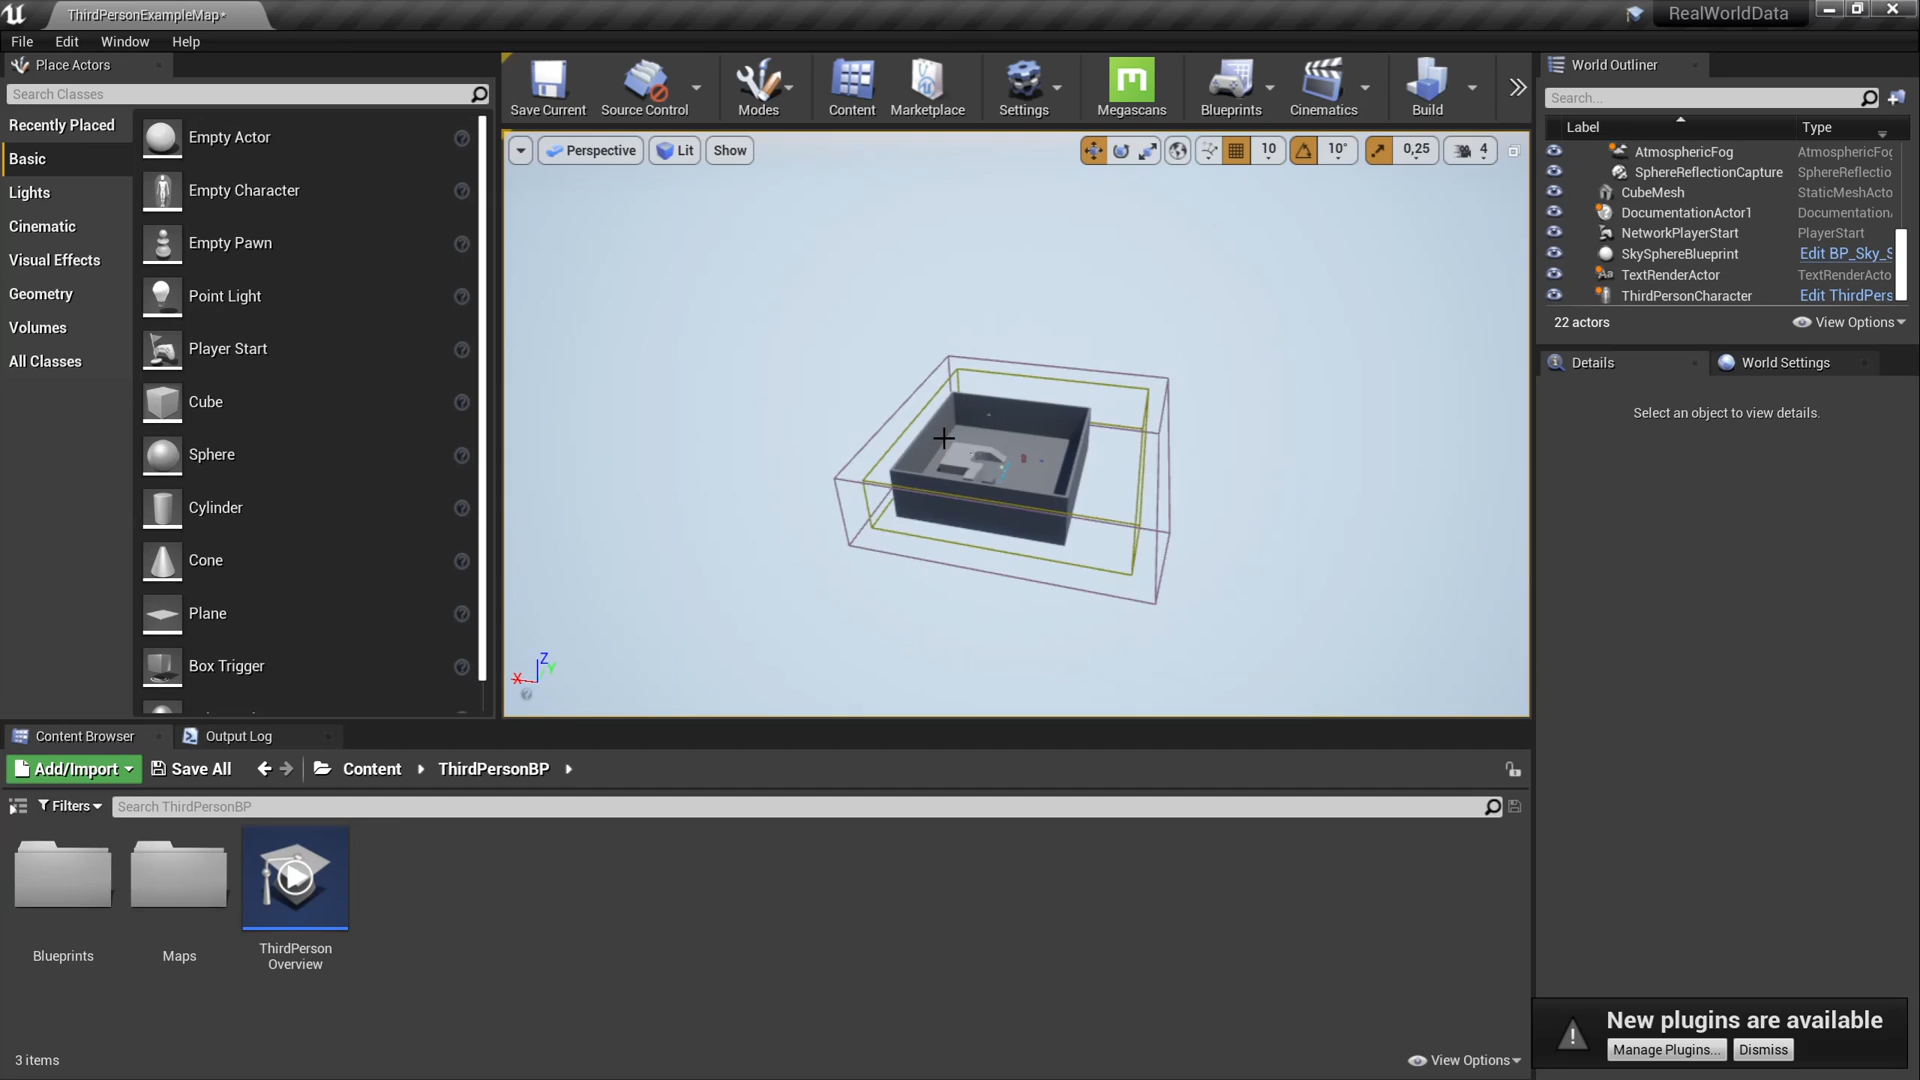 ThirdPersonExampleMap*
RealWorldData
File
Edit
Window
Help
Place Actors
Search Classes
Recently Placed
Basic
Lights
Cinematic
Visual Effects
Geometry
Volumes
All Classes
Empty Actor
Empty Character
Empty Pawn
Point Light
Player Start
Cube
Sphere
Cylinder
Cone
Plane
Box Trigger
Save Current
Source Control
Modes
Content
Marketplace
Settings
Megascans
Blueprints
Cinematics
Build
Perspective
Lit
Show
10
10°
0,25
4
Z
Y
X
World Outliner
Search...
Label
Type
AtmosphericFog
AtmosphericFog
SphereReflectionCapture
SphereReflectio
CubeMesh
StaticMeshActo
DocumentationActor1
Documentation
NetworkPlayerStart
PlayerStart
SkySphereBlueprint
Edit BP_Sky_S
TextRenderActor
TextRenderActo
ThirdPersonCharacter
Edit ThirdPers
22 actors
View Options
Details
World Settings
Select an object to view details.
Content Browser
Output Log
Add/Import
Save All
Content
ThirdPersonBP
Filters
Search ThirdPersonBP
Blueprints
Maps
ThirdPerson
Overview
3 items
View Options
New plugins are available
Manage Plugins...
Dismiss